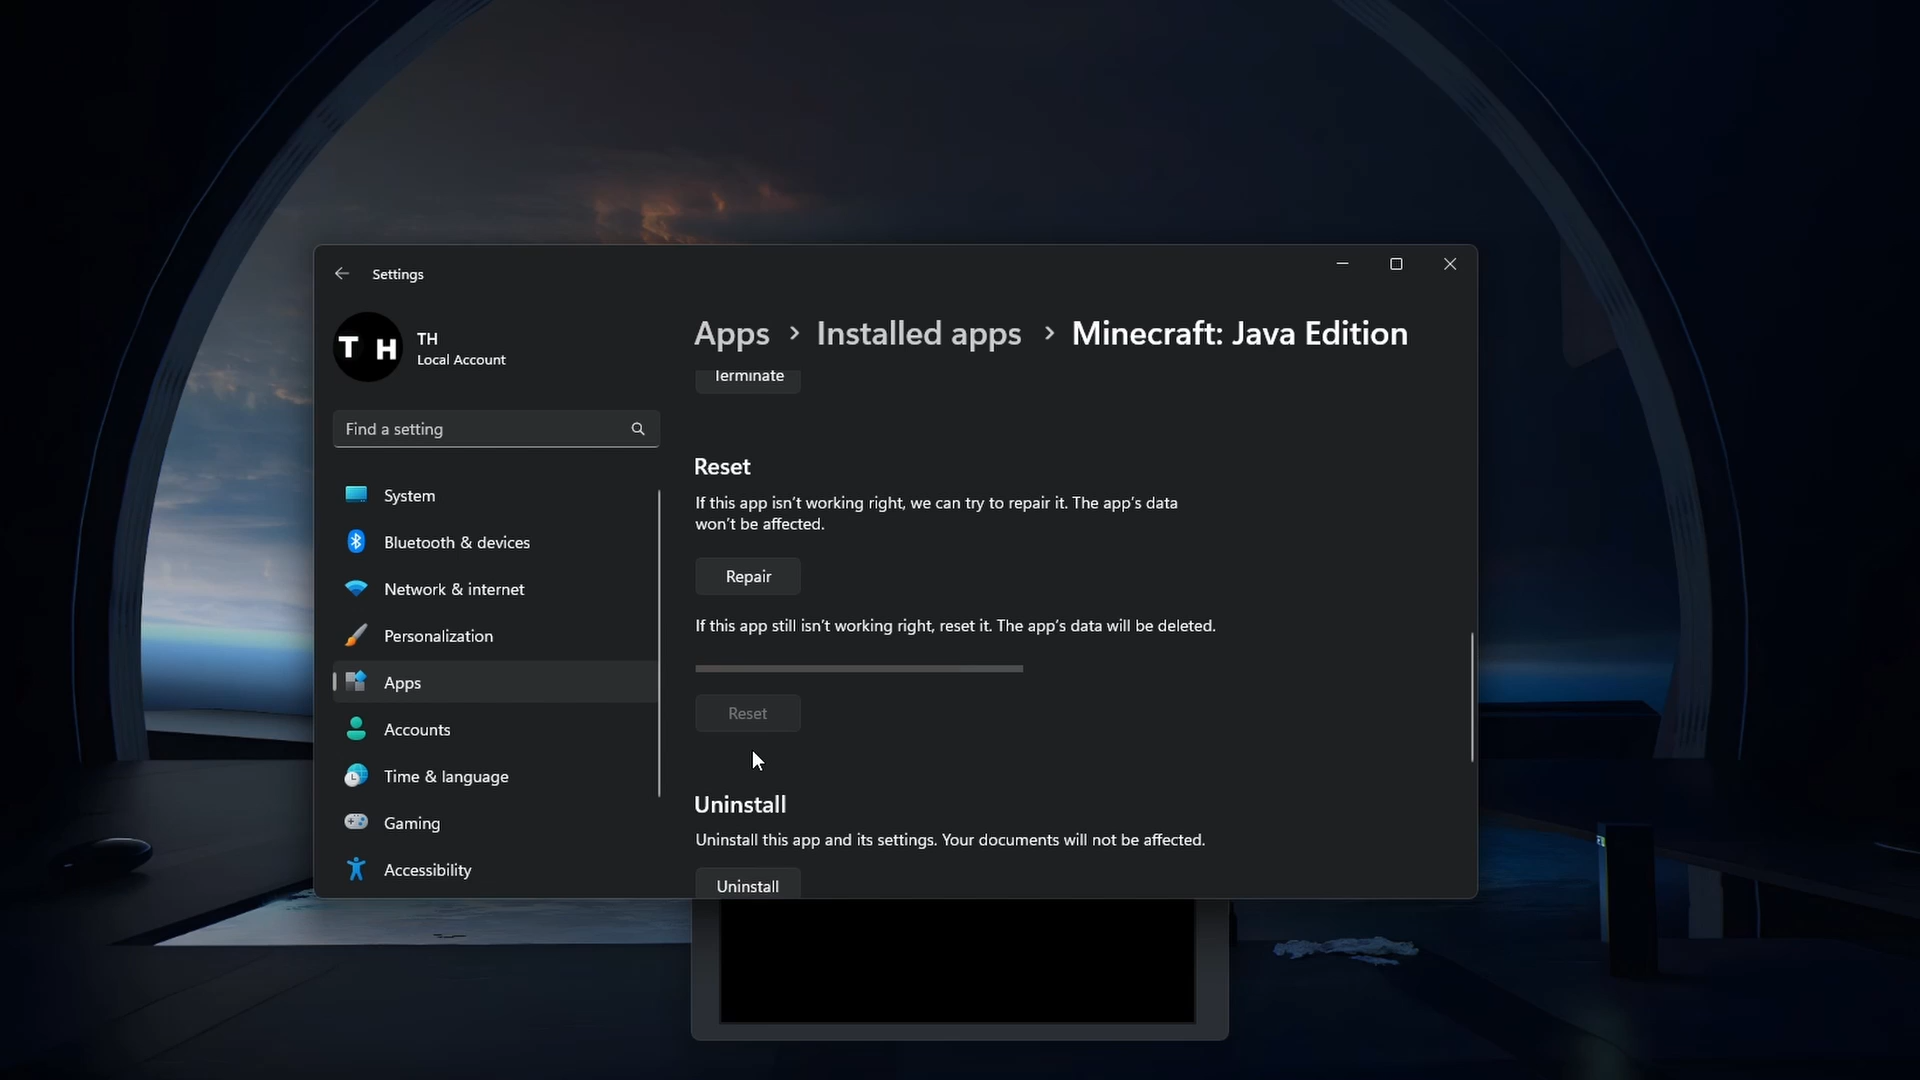 Settings
TH
TH
Local Account
Find a setting
System
Bluetooth & devices
Network & internet
Personalization
Apps
Accounts
Time & language
Gaming
Accessibility
Apps > Installed apps > Minecraft: Java Edition
Terminate
Reset
If this app isn't working right, we can try to repair it. The app's data
won't be affected.
Repair
If this app still isn't working right, reset it. The app's data will be deleted.
Reset
Uninstall
Uninstall this app and its settings. Your documents will not be affected.
Uninstall